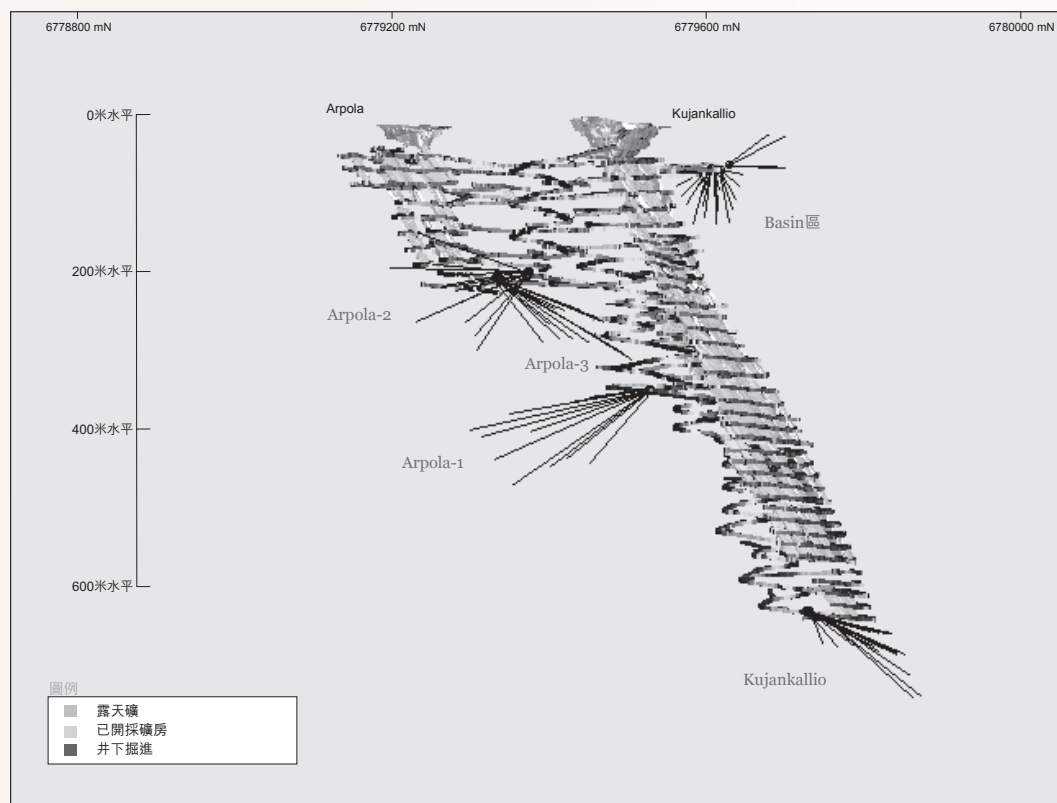 6778800 mN
6779200 mN
6779600 mN
6780000 mN
0米水平
Arpola
Kujankallio
Basin區
200米水平
Arpola-2
Arpola-3
400米水平
Arpola-1
600米水平
Kujankallio
圖例
露天礦
已開採礦房
井下掘進